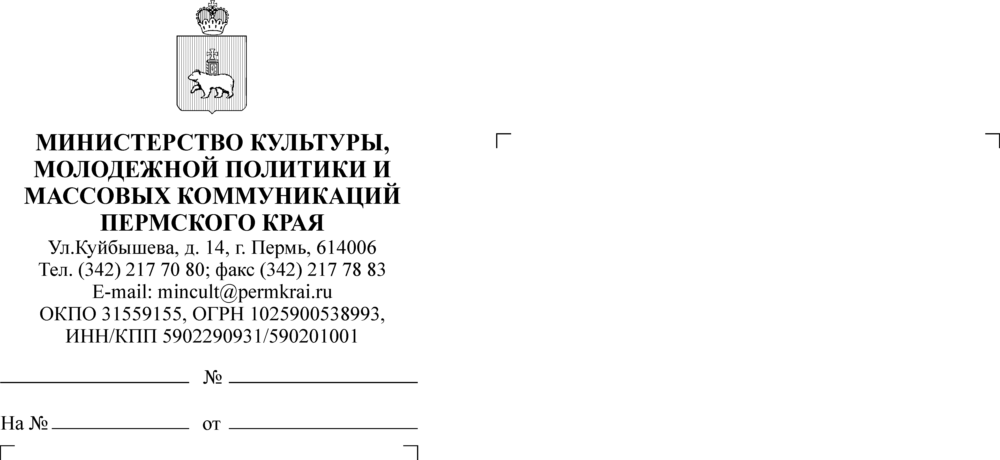 МИНИСТЕРСТВО КУЛЬТУРЫ,
МОЛОДЕЖНОЙ ПОЛИТИКИ И
МАССОВЫХ КОММУНИКАЦИЙ
ПЕРМСКОГО КРАЯ
Ул.Куйбышева, д. 14, г. Пермь, 614006
Тел. (342) 217 70 80; факс (342) 217 78 83
E-mail: mincult@permkrai.ru
ОКПО 31559155, ОГРН 1025900538993,
ИНН/КПП 5902290931/590201001
№
На № от